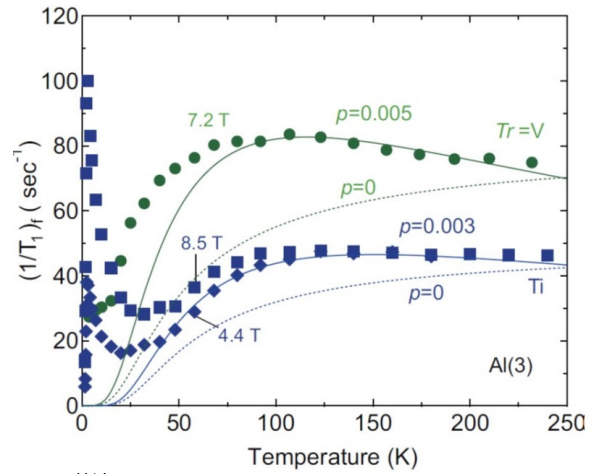 120
100
80
60
40
20
0
(1/T₁)f ( sec⁻¹)
7.2 T
p=0.005
Tr =V
p=0
8.5 T
p=0.003
p=0
Ti
4.4 T
Al(3)
0 50 100 150 200 250
Temperature (K)